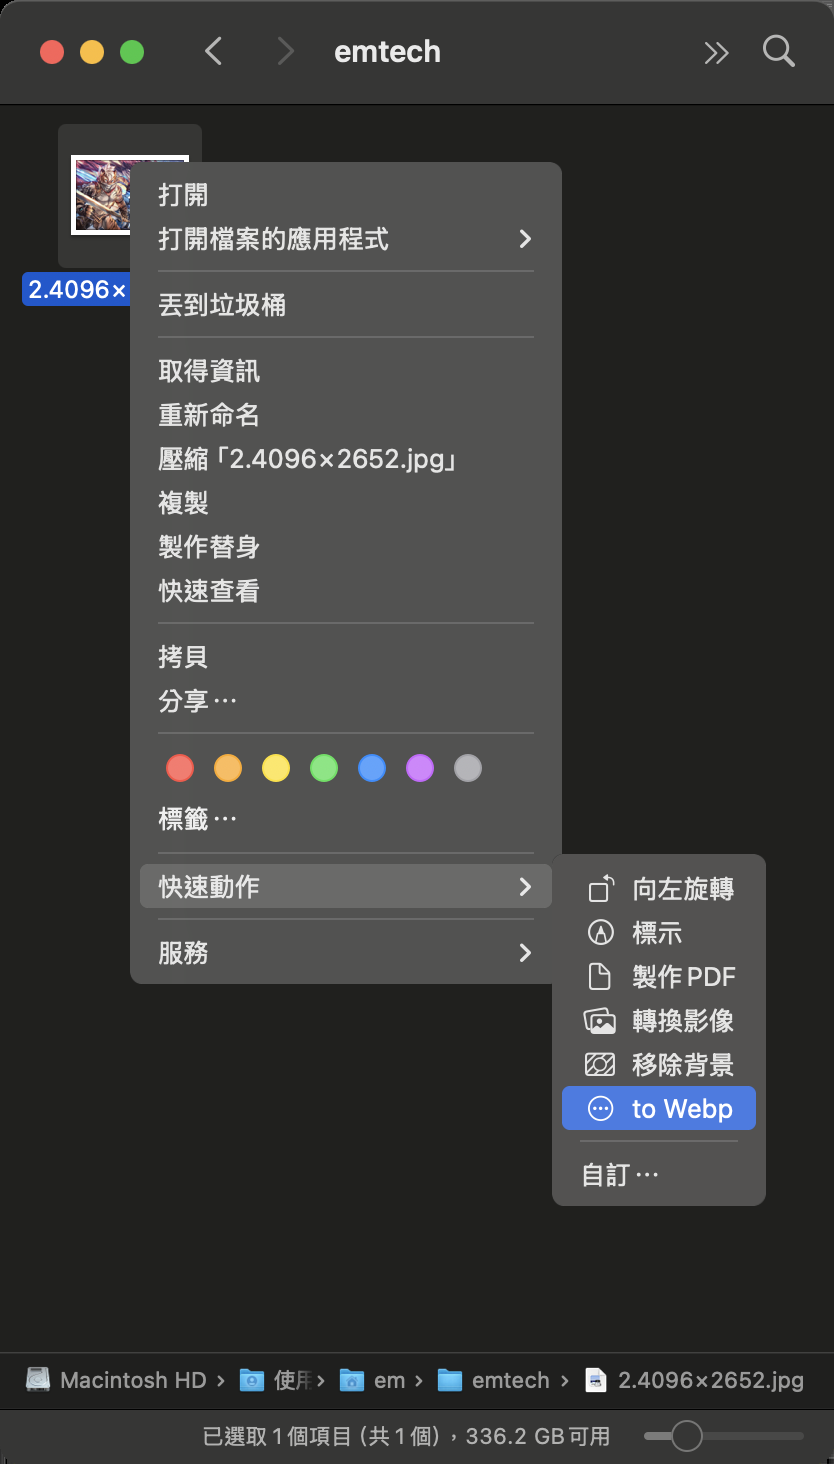 emtech
打開
打開檔案的應用程式
2.4096×
丟到垃圾桶
取得資訊
重新命名
壓縮「2.4096×2652.jpg」
複製
製作替身
快速查看
拷貝
分享⋯
標籤⋯
快速動作
服務
向左旋轉
標示
製作 PDF
轉換影像
移除背景
to Webp
自訂⋯
Macintosh HD › 使用 › em › emtech › 2.4096×2652.jpg
已選取 1 個項目 (共 1 個),336.2 GB 可用